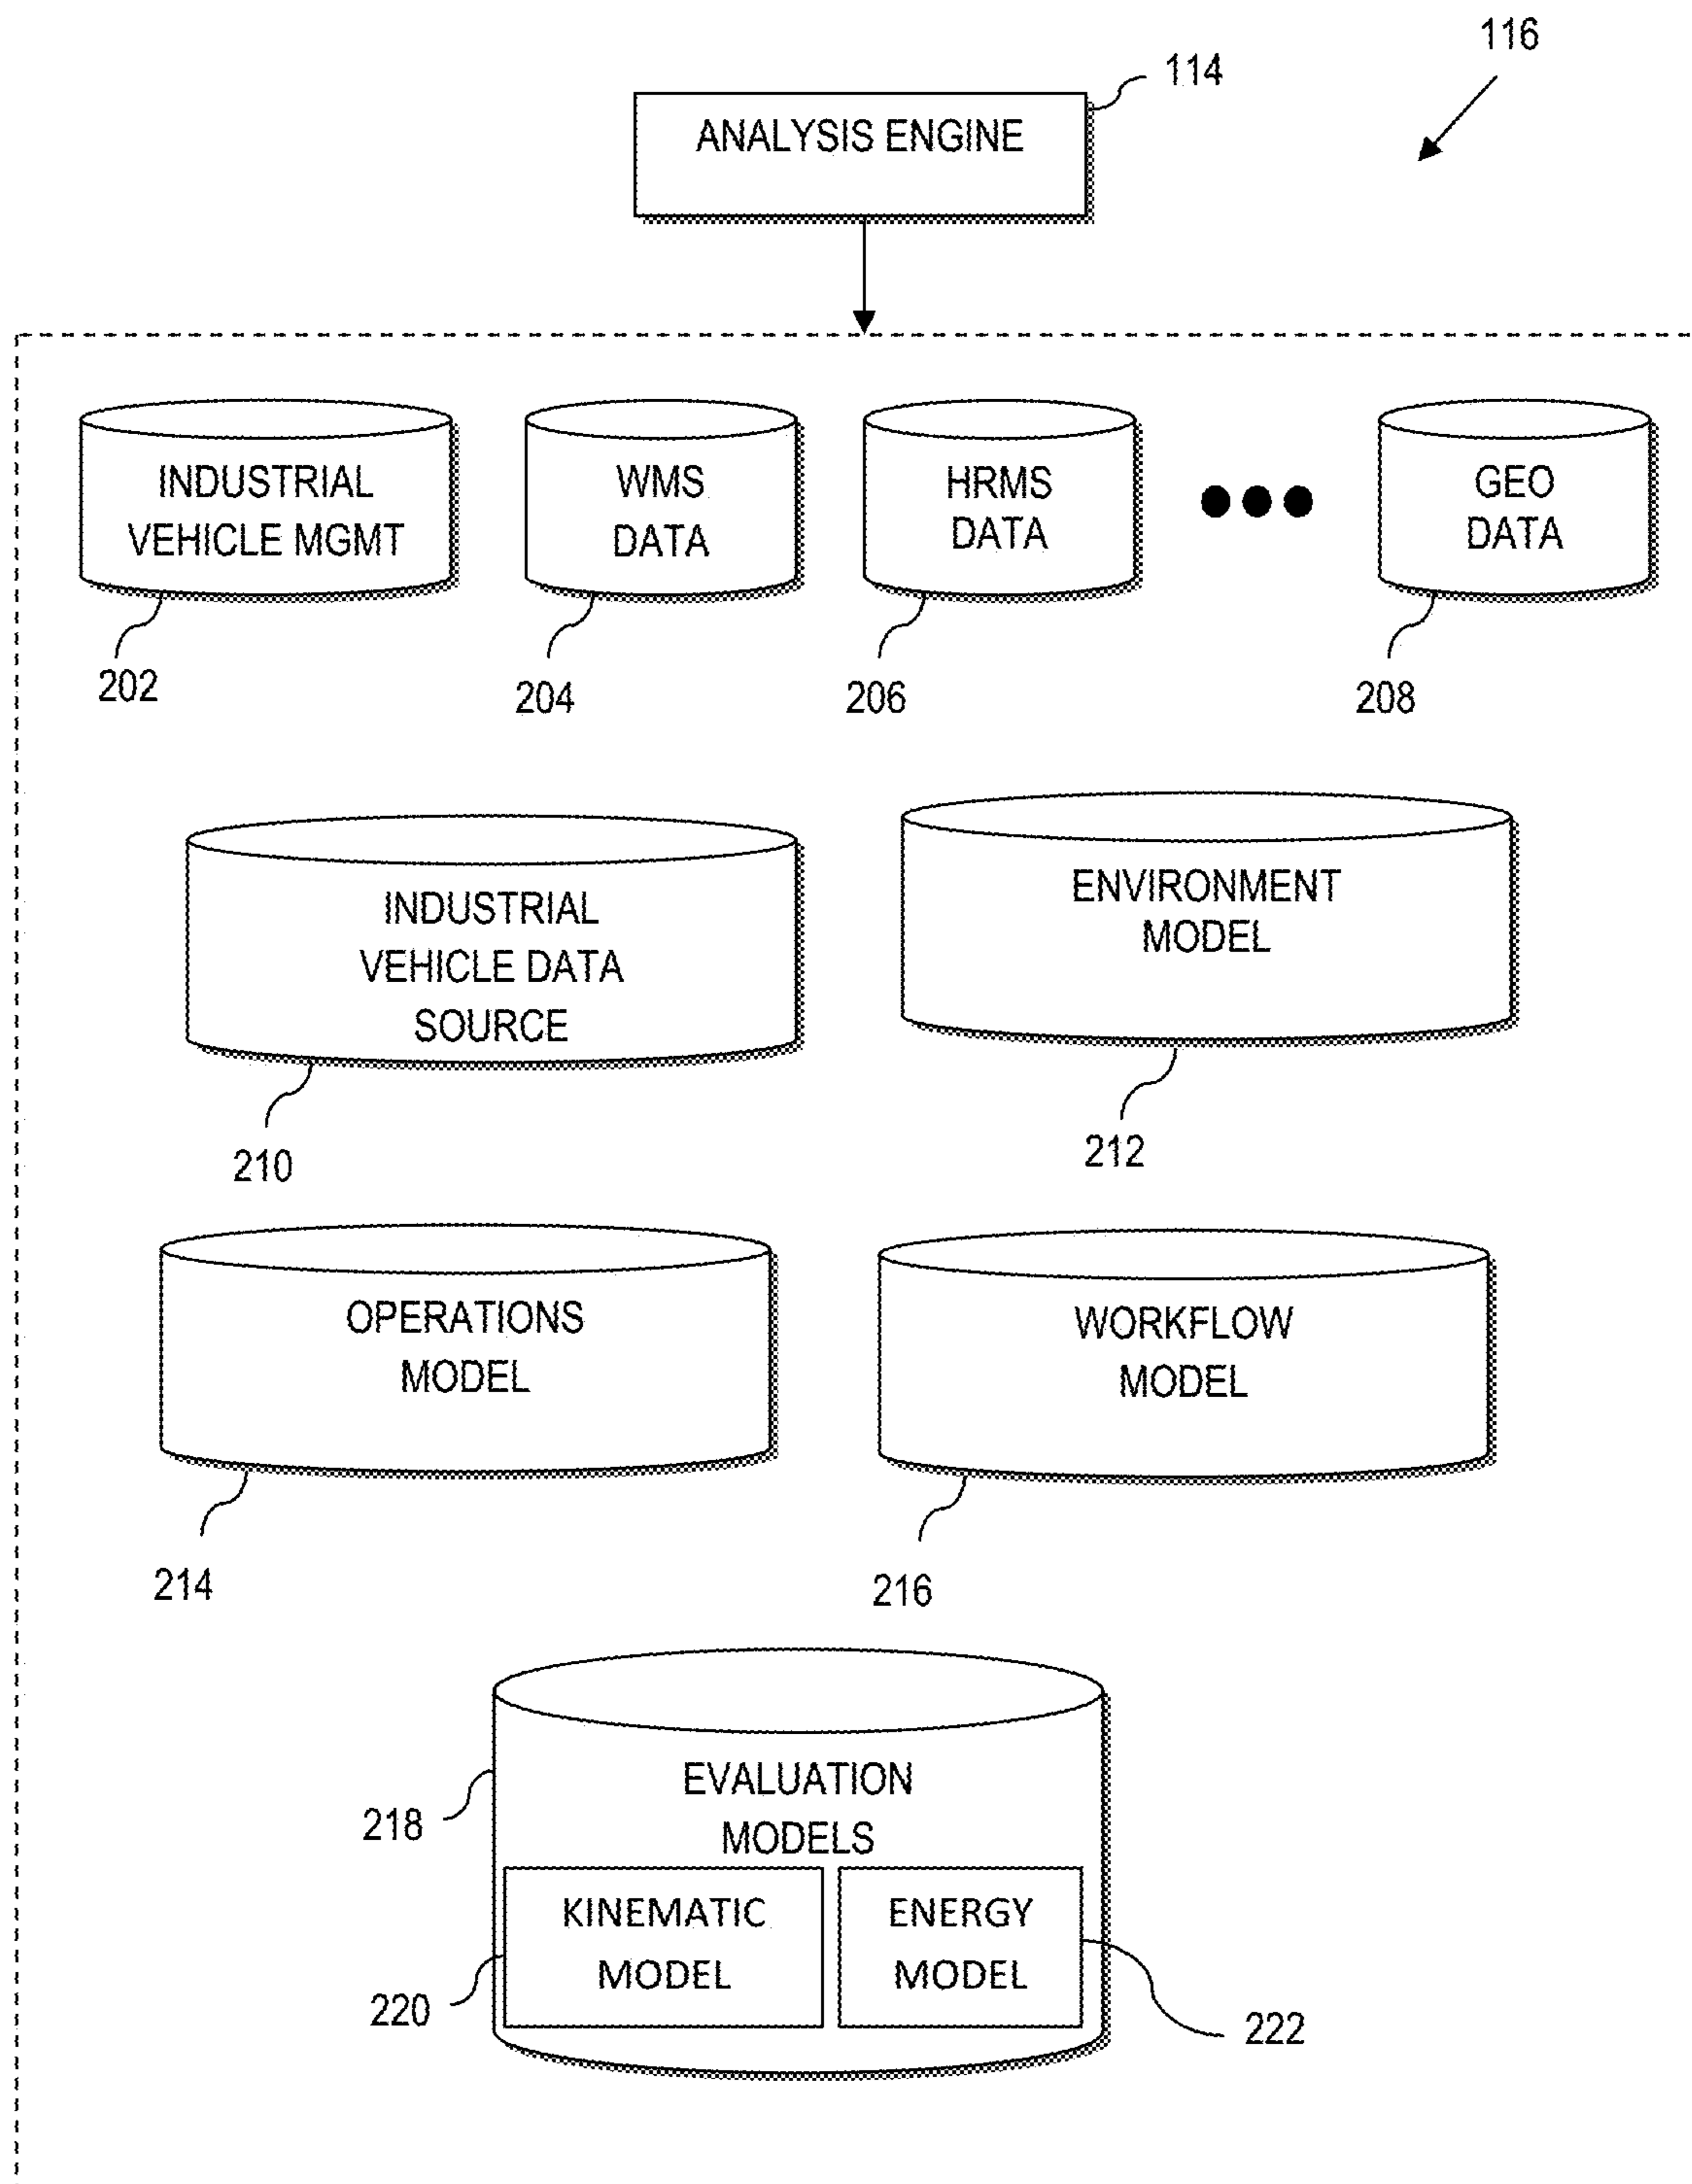 116
114
ANALYSIS ENGINE
INDUSTRIAL
VEHICLE MGMT
WMS
DATA
HRMS
DATA
GEO
DATA
202
204
206
208
INDUSTRIAL
VEHICLE DATA
SOURCE
ENVIRONMENT
MODEL
210
212
OPERATIONS
MODEL
WORKFLOW
MODEL
214
216
EVALUATION
MODELS
218
KINEMATIC
MODEL
ENERGY
MODEL
220
222